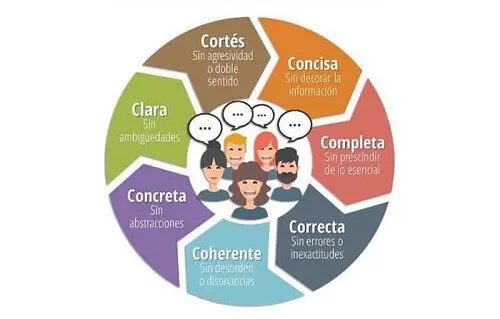 Cortés
Sin agresividad
o doble
sentido
Concisa
Sin decorar la
información
Completa
Sin prescindir
de lo esencial
Correcta
Sin errores o
inexactitudes
Coherente
Sin desorden
o disonancias
Concreta
Sin
abstracciones
Clara
Sin
ambigüedades